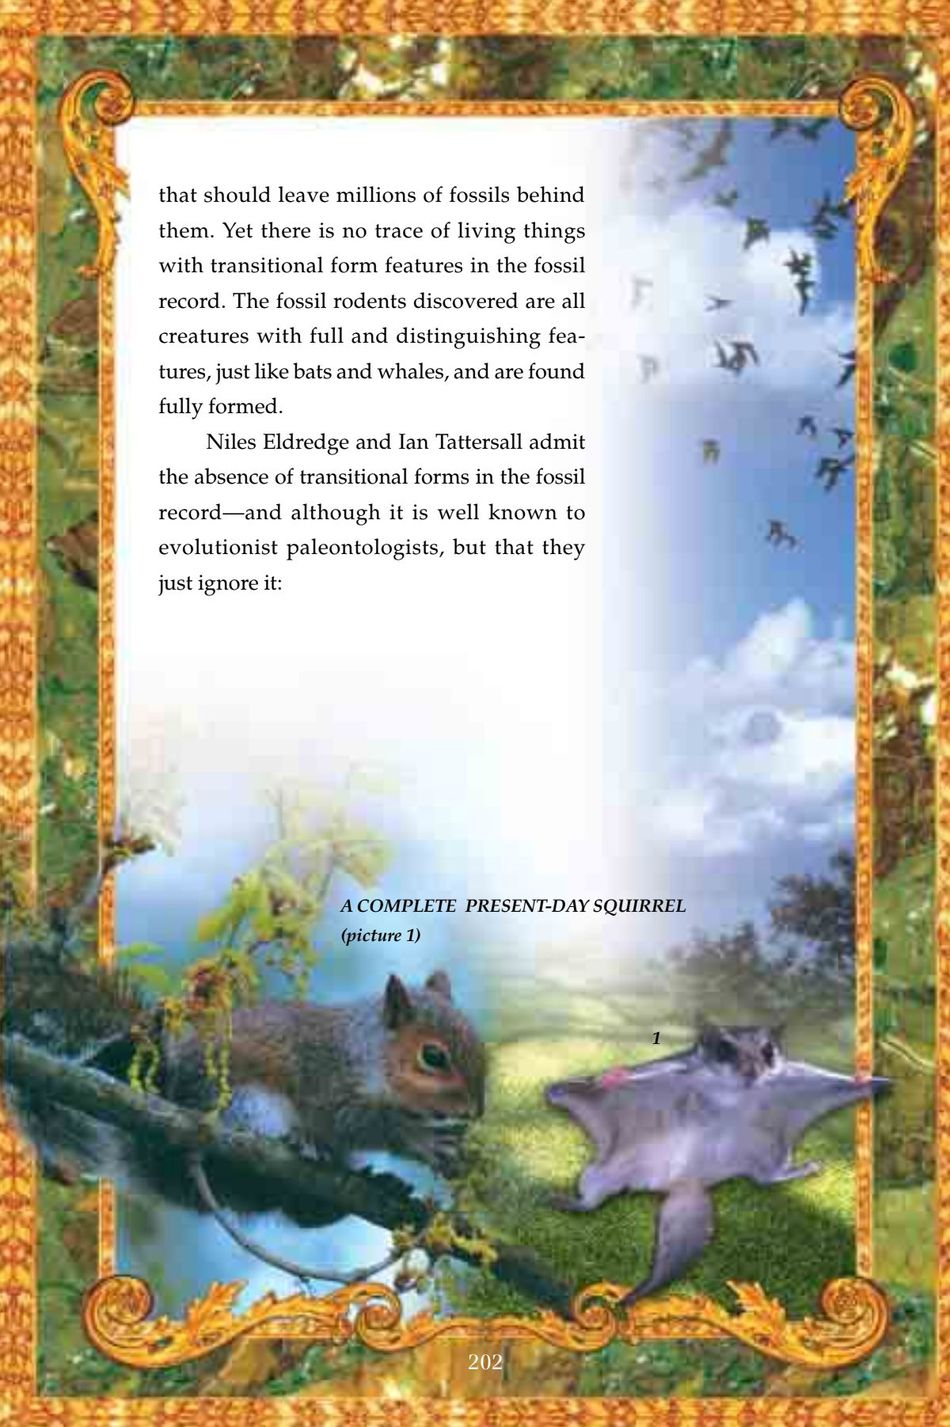 that should leave millions of fossils behind
them. Yet there is no trace of living things
with transitional form features in the fossil
record. The fossil rodents discovered are all
creatures with full and distinguishing fea-
tures, just like bats and whales, and are found
fully formed.
Niles Eldredge and Ian Tattersall admit
the absence of transitional forms in the fossil
record—and although it is well known to
evolutionist paleontologists, but that they
just ignore it:
A COMPLETE PRESENT-DAY SQUIRREL
(picture 1)
1
202